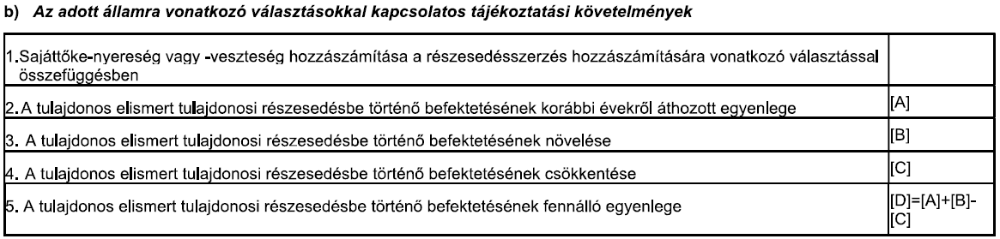 b) Az adott államra vonatkozó választásokkal kapcsolatos tájékoztatási követelmények
1.Sajáttőke-nyereség vagy -veszteség hozzászámítása a részesedésszerzés hozzászámítására vonatkozó választással
összefüggésben
2. A tulajdonos elismert tulajdonosi részesedésbe történő befektetésének korábbi évekről áthozott egyenlege [A]
3. A tulajdonos elismert tulajdonosi részesedésbe történő befektetésének növelése [B]
4. A tulajdonos elismert tulajdonosi részesedésbe történő befektetésének csökkentése [C]
5. A tulajdonos elismert tulajdonosi részesedésbe történő befektetésének fennálló egyenlege [D]=[A]+[B]-
[C]